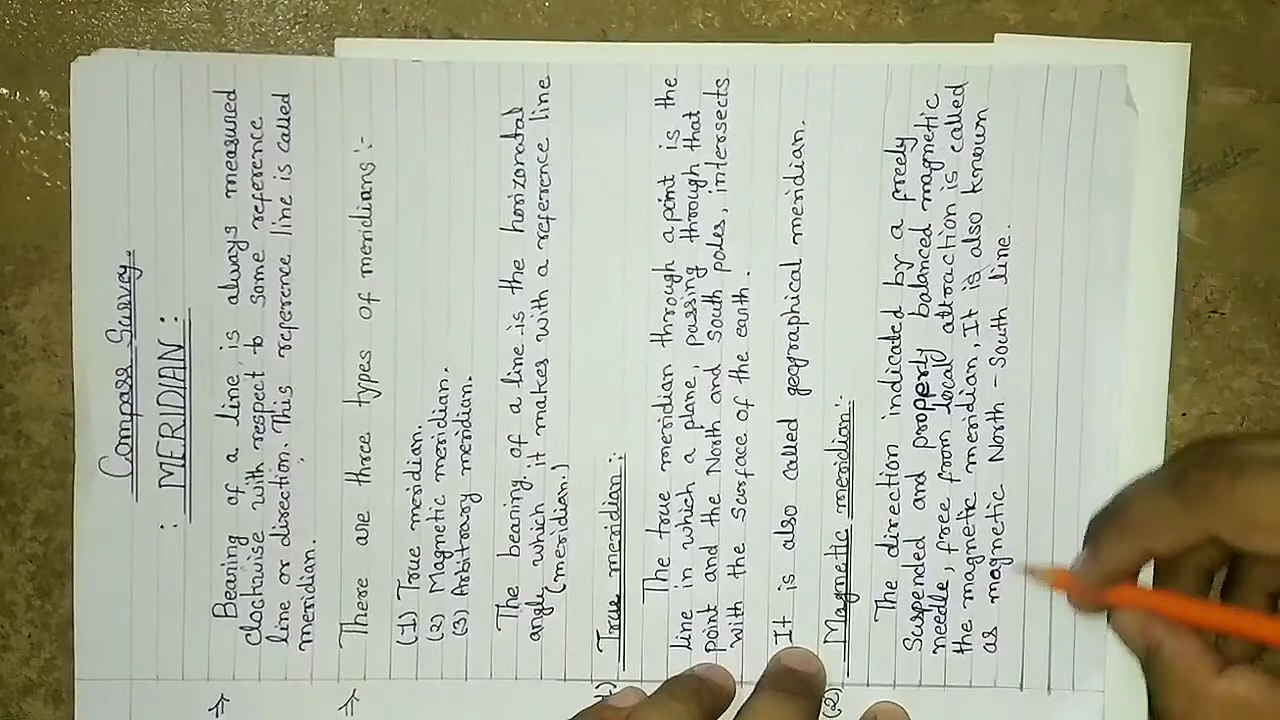 Compass Survey.
: MERIDIAN :
⇒ Bearing of a line, is always measured
clockwise with respect to some reference
line or direction. This reference line is called
meridian.
⇒ There are three types of meridians :-
(1) True meridian.
(2) Magnetic meridian.
(3) Arbitrary meridian.
The bearing, of a line is the horizontal
angle which it makes with a reference line
(meridian.)
True meridian :
The true meridian through a point is the
line in which a plane, passing through that
point and the North and South poles, intersects
with the surface of the earth.
It is also called geographical meridian.
(2) Magnetic meridian :
The direction indicated by a freely
suspended and properly balanced magnetic
needle, free from local attraction is called
the magnetic meridian, It is also known
as magnetic North - South line.